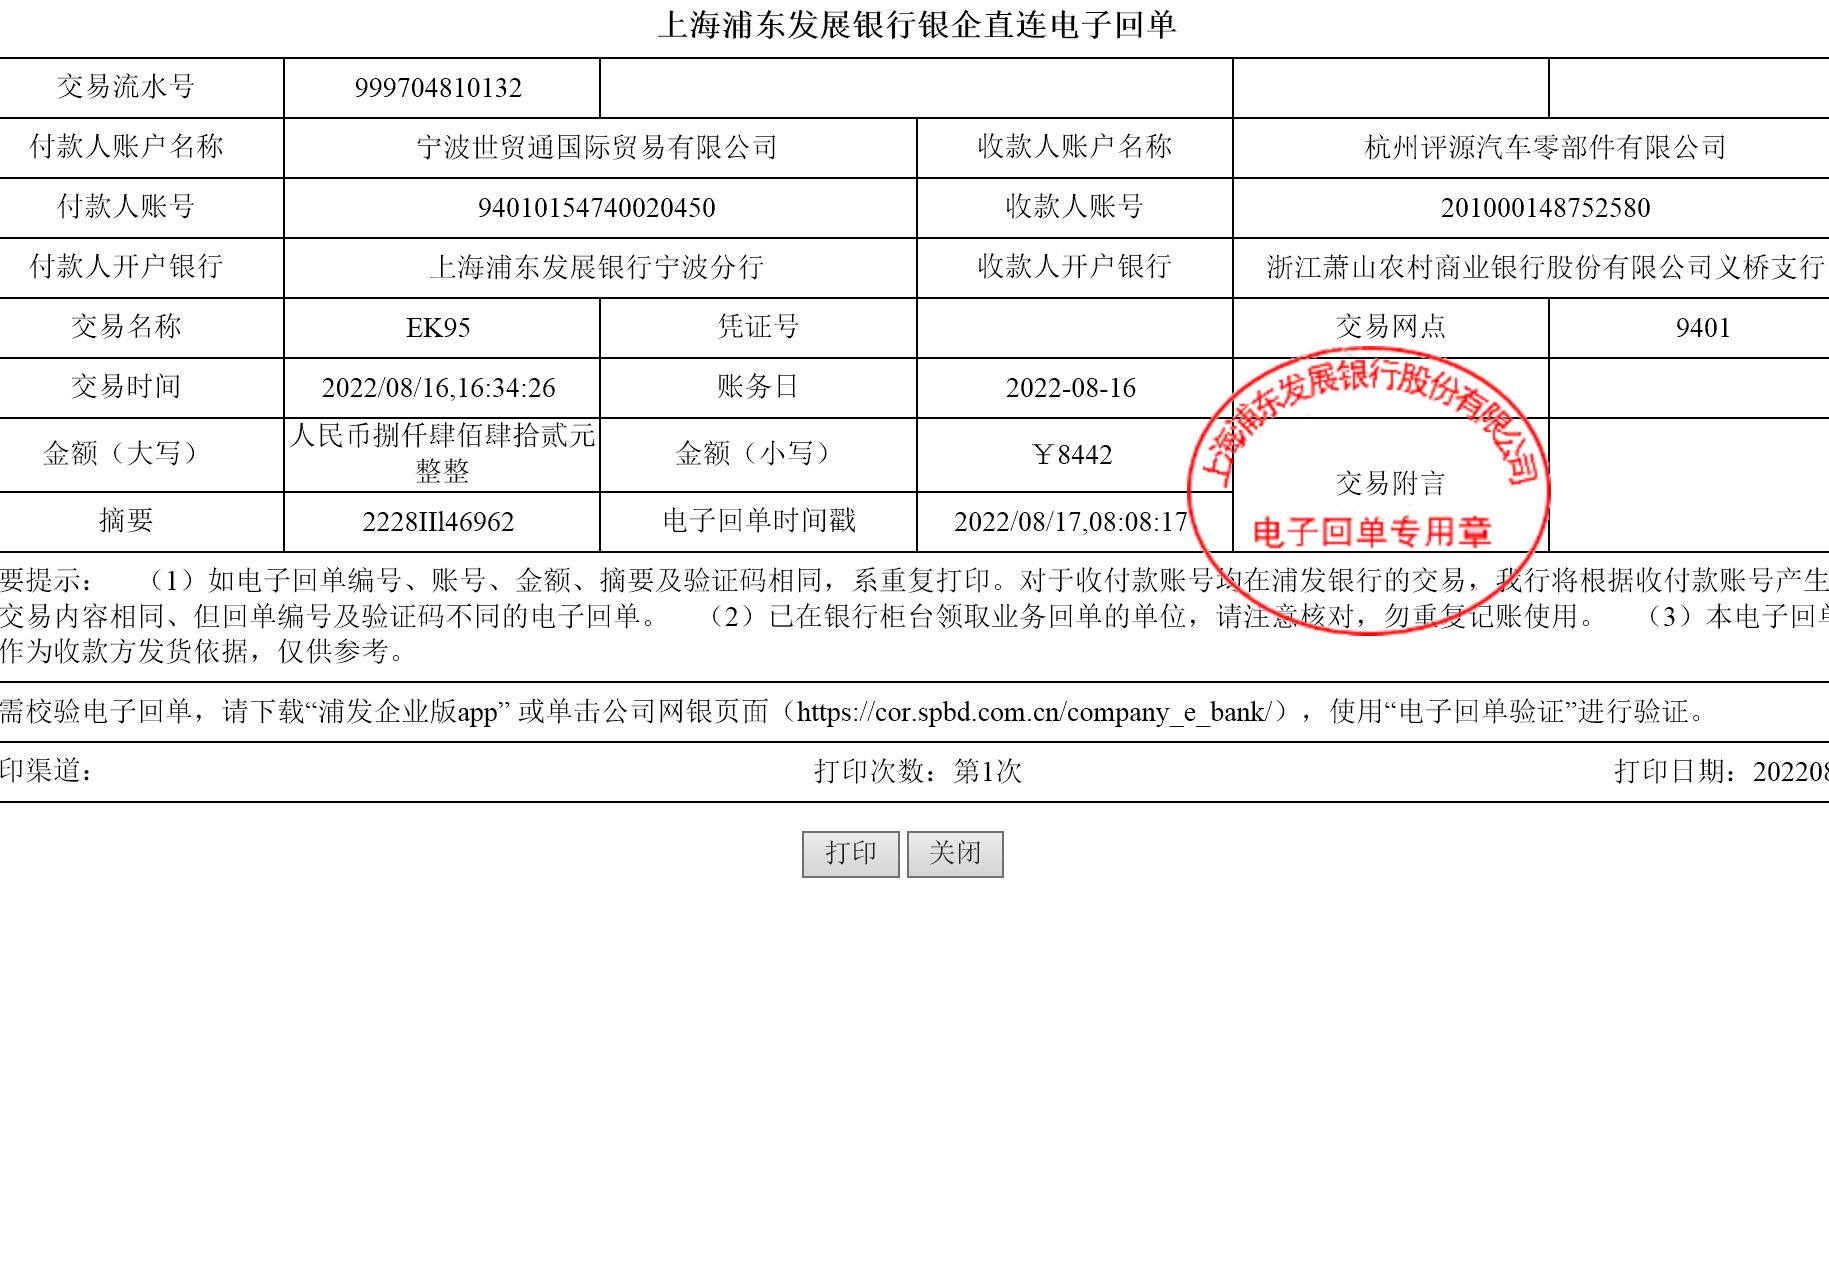 上海浦东发展银行银企直连电子回单
交易流水号 999704810132
付款人账户名称 宁波世贸通国际贸易有限公司 收款人账户名称 杭州评源汽车零部件有限公司
付款人账号 94010154740020450 收款人账号 201000148752580
付款人开户银行 上海浦东发展银行宁波分行 收款人开户银行 浙江萧山农村商业银行股份有限公司义桥支行
交易名称 EK95 凭证号 交易网点 9401
交易时间 2022/08/16,16:34:26 账务日 2022-08-16
金额（大写） 人民币捌仟肆佰肆拾贰元
整整
金额（小写） ￥8442
交易附言
摘要 2228IIl46962 电子回单时间戳 2022/08/17,08:08:17
上海浦东发展银行股份有限公司
电子回单专用章
要提示： （1）如电子回单编号、账号、金额、摘要及验证码相同，系重复打印。对于收付款账号均在浦发银行的交易，我行将根据收付款账号产生
交易内容相同、但回单编号及验证码不同的电子回单。 （2）已在银行柜台领取业务回单的单位，请注意核对，勿重复记账使用。 （3）本电子回单
作为收款方发货依据，仅供参考。
需校验电子回单，请下载“浦发企业版app” 或单击公司网银页面（https://cor.spbd.com.cn/company_e_bank/），使用“电子回单验证”进行验证。
印渠道： 打印次数：第1次 打印日期：202208
打印 关闭